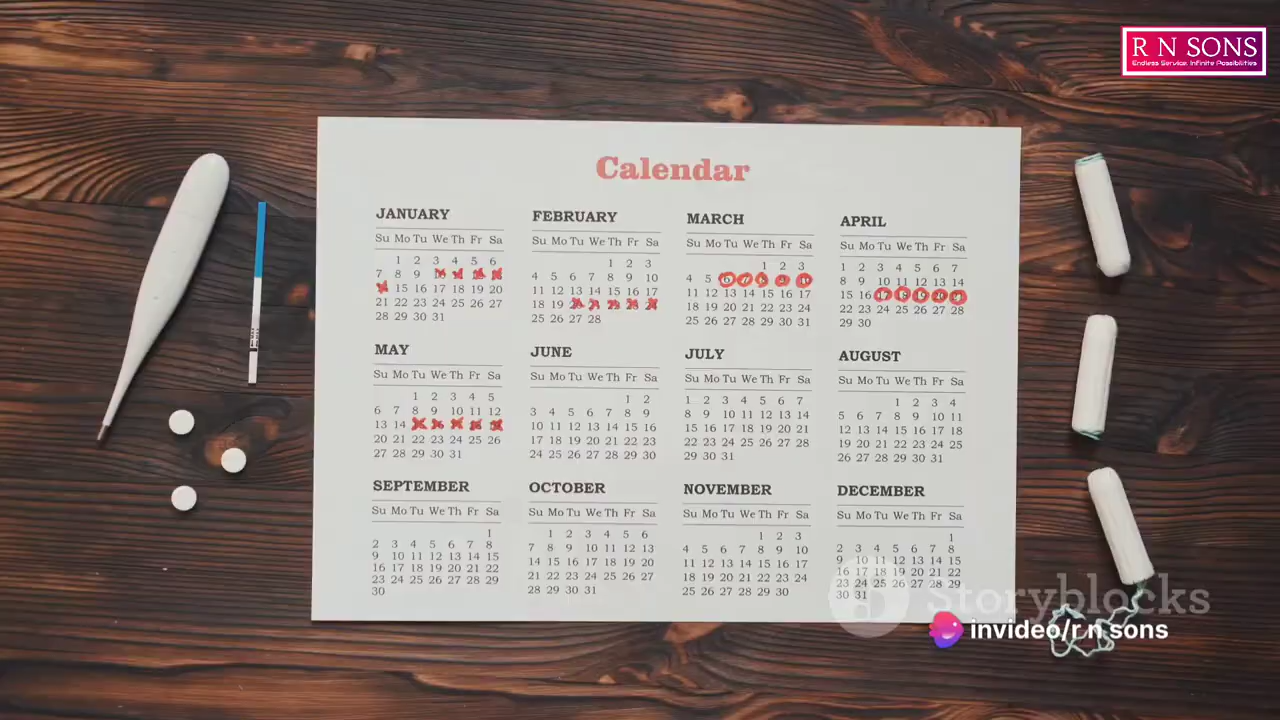 R N SONS
Endless Service. Infinite Possibilities
Calendar
JANUARY
Su Mo Tu We Th Fr Sa
1 2 3 4 5 6
7 8 9
15 16 17 18 19 20
21 22 23 24 25 26 27
28 29 30 31
FEBRUARY
Su Mo Tu We Th Fr Sa
1 2 3
4 5 6 7 8 9 10
11 12 13 14 15 16 17
18 19
25 26 27 28
MARCH
Su Mo Tu We Th Fr Sa
1 2 3
4 5 6 7 8 9 10
11 12 13 14 15 16 17
18 19 20 21 22 23 24
25 26 27 28 29 30 31
APRIL
Su Mo Tu We Th Fr Sa
1 2 3 4 5 6 7
8 9 10 11 12 13 14
15 16 17 18 19 20 21
22 23 24 25 26 27 28
29 30
MAY
Su Mo Tu We Th Fr Sa
1 2 3 4 5
6 7 8 9 10 11 12
13 14
20 21 22 23 24 25 26
27 28 29 30 31
JUNE
Su Mo Tu We Th Fr Sa
1 2
3 4 5 6 7 8 9
10 11 12 13 14 15 16
17 18 19 20 21 22 23
24 25 26 27 28 29 30
JULY
Su Mo Tu We Th Fr Sa
1 2 3 4 5 6 7
8 9 10 11 12 13 14
15 16 17 18 19 20 21
22 23 24 25 26 27 28
29 30 31
AUGUST
Su Mo Tu We Th Fr Sa
1 2 3 4
5 6 7 8 9 10 11
12 13 14 15 16 17 18
19 20 21 22 23 24 25
26 27 28 29 30 31
SEPTEMBER
Su Mo Tu We Th Fr Sa
1
2 3 4 5 6 7 8
9 10 11 12 13 14 15
16 17 18 19 20 21 22
23 24 25 26 27 28 29
30
OCTOBER
Su Mo Tu We Th Fr Sa
1 2 3 4 5 6
7 8 9 10 11 12 13
14 15 16 17 18 19 20
21 22 23 24 25 26 27
28 29 30 31
NOVEMBER
Su Mo Tu We Th Fr Sa
1 2 3
4 5 6 7 8 9 10
11 12 13 14 15 16 17
18 19 20 21 22 23 24
25 26 27 28 29 30
DECEMBER
Su Mo Tu We Th Fr Sa
1
2 3 4 5 6 7 8
9 10 11 12 13 14 15
16 17 18 19 20 21 22
23 24 25 26 27 28 29
30 31
Storyblocks
invideo/r n sons